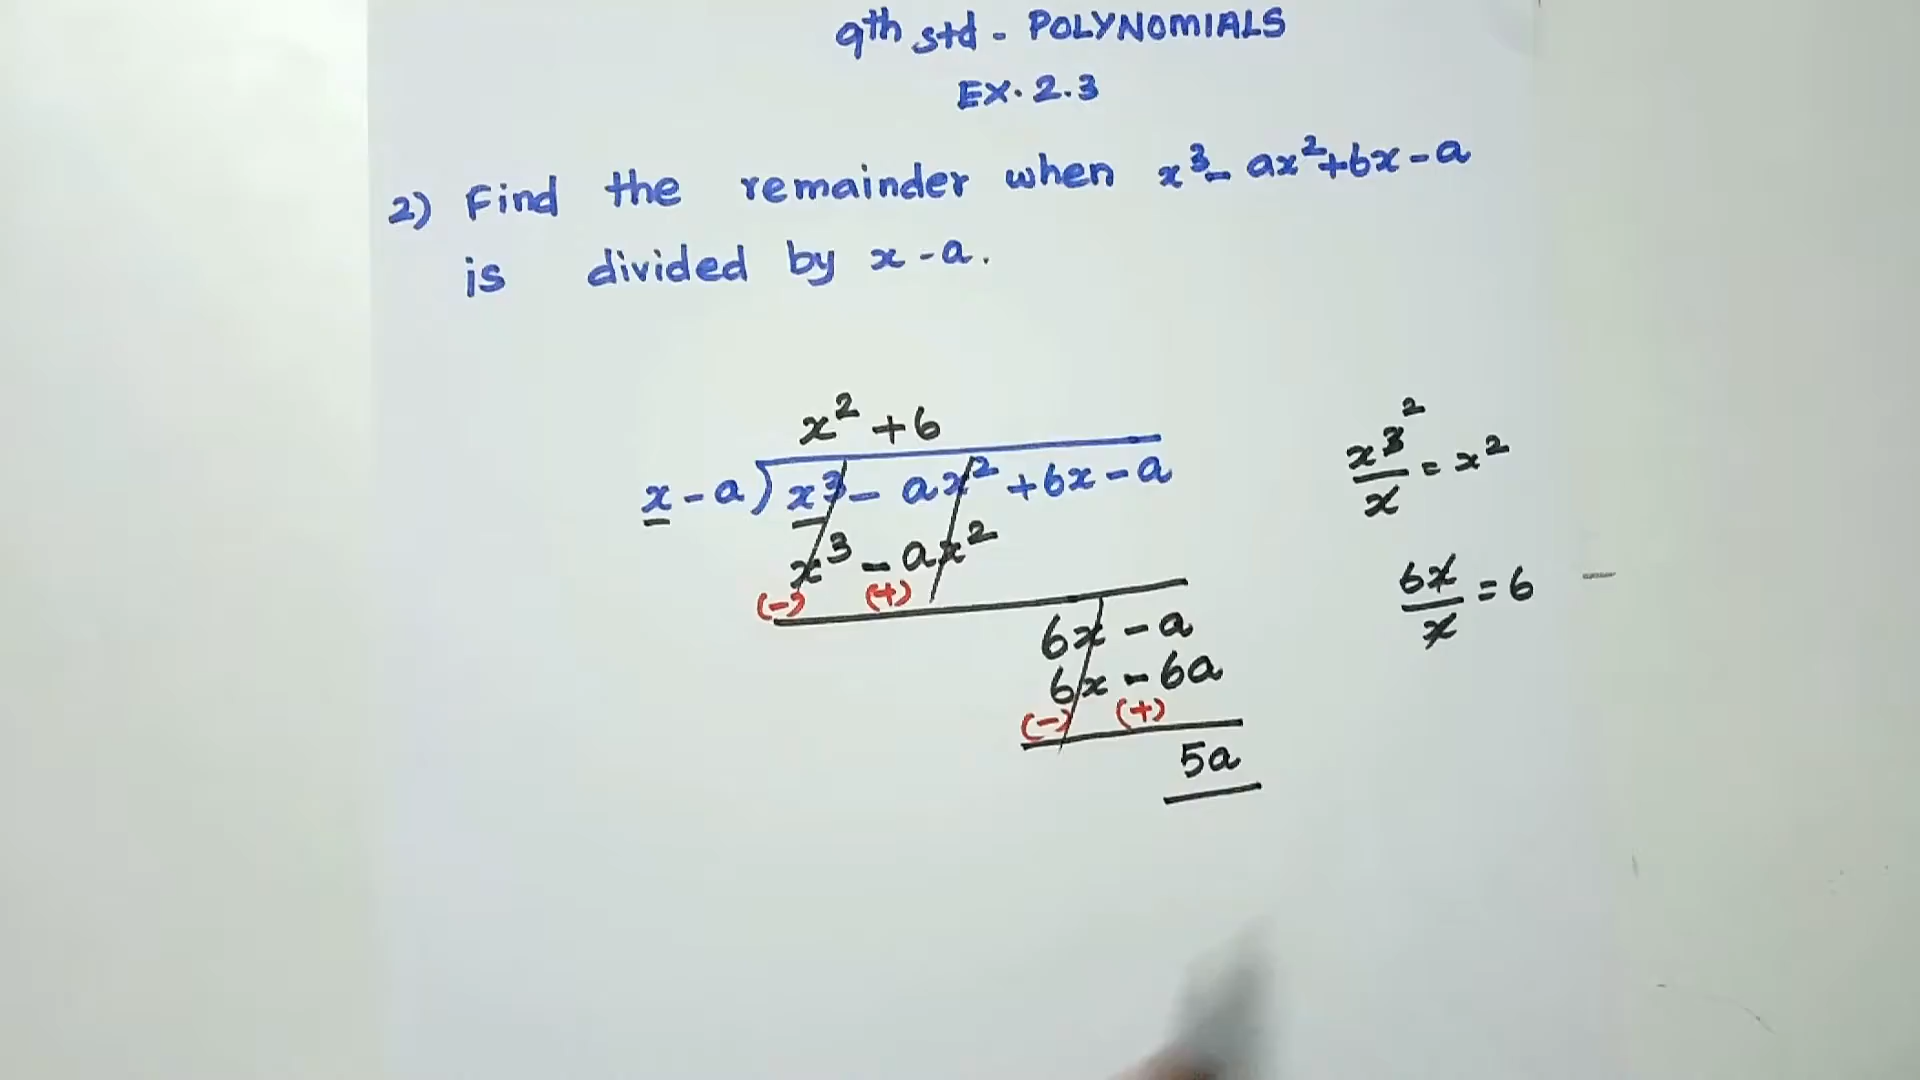 9th std - POLYNOMIALS
EX. 2.3
2) Find the remainder when x³ - ax² + 6x - a
is divided by x - a.
x² + 6
x - a) x³ - ax² + 6x - a
x³ - ax²
(-) (+)
6x - a
6x - 6a
(-) (+)
5a
x³/x = x²
2
6x/x = 6